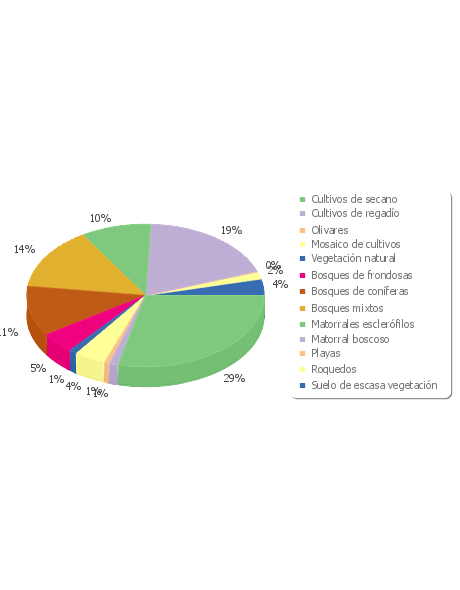 10%
19%
14%
0%
2%
4%
11%
5%
1%
4%
1%
1%
29%
Cultivos de secano
Cultivos de regadío
Olivares
Mosaico de cultivos
Vegetación natural
Bosques de frondosas
Bosques de coníferas
Bosques mixtos
Matorrales esclerófilos
Matorral boscoso
Playas
Roquedos
Suelo de escasa vegetación